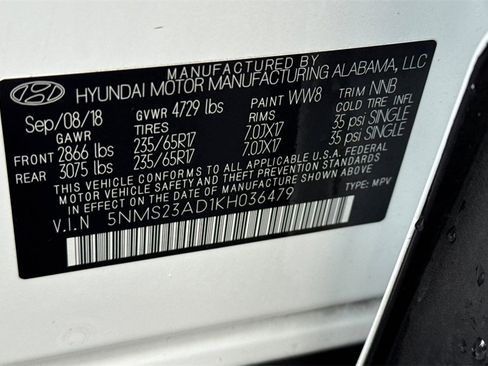 MANUFACTURED BY
HYUNDAI MOTOR MANUFACTURING ALABAMA, LLC
Sep/08/18 GVWR 4729 lbs PAINT WW8 TRIM NNB
GAWR TIRES RIMS COLD TIRE INFL
FRONT 2866 lbs 235/65R17 7.0JX17 35 psi SINGLE
REAR 3075 lbs 235/65R17 7.0JX17 35 psi SINGLE
THIS VEHICLE CONFORMS TO ALL APPLICABLE U.S.A. FEDERAL
MOTOR VEHICLE SAFETY AND THEFT PREVENTION STANDARDS
IN EFFECT ON THE DATE OF MANUFACTURE SHOWN ABOVE.
V.I.N 5NMS23AD1KH036479 TYPE: MPV